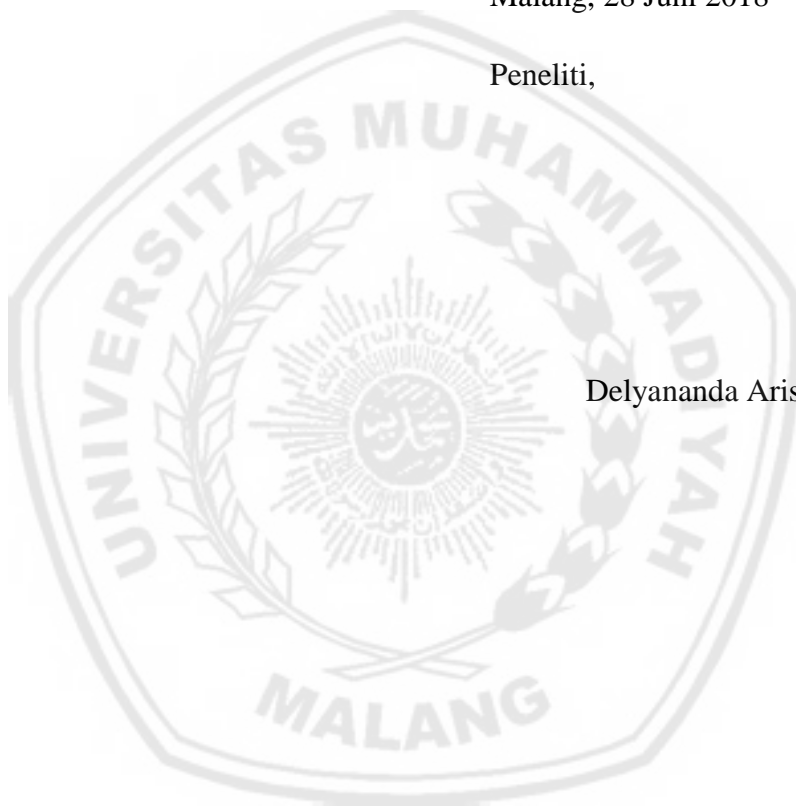 Malang, 28 Juni 2018
Peneliti,
UNIVERSITAS MUHAMMADIYAH
Delyananda Aris
MALANG